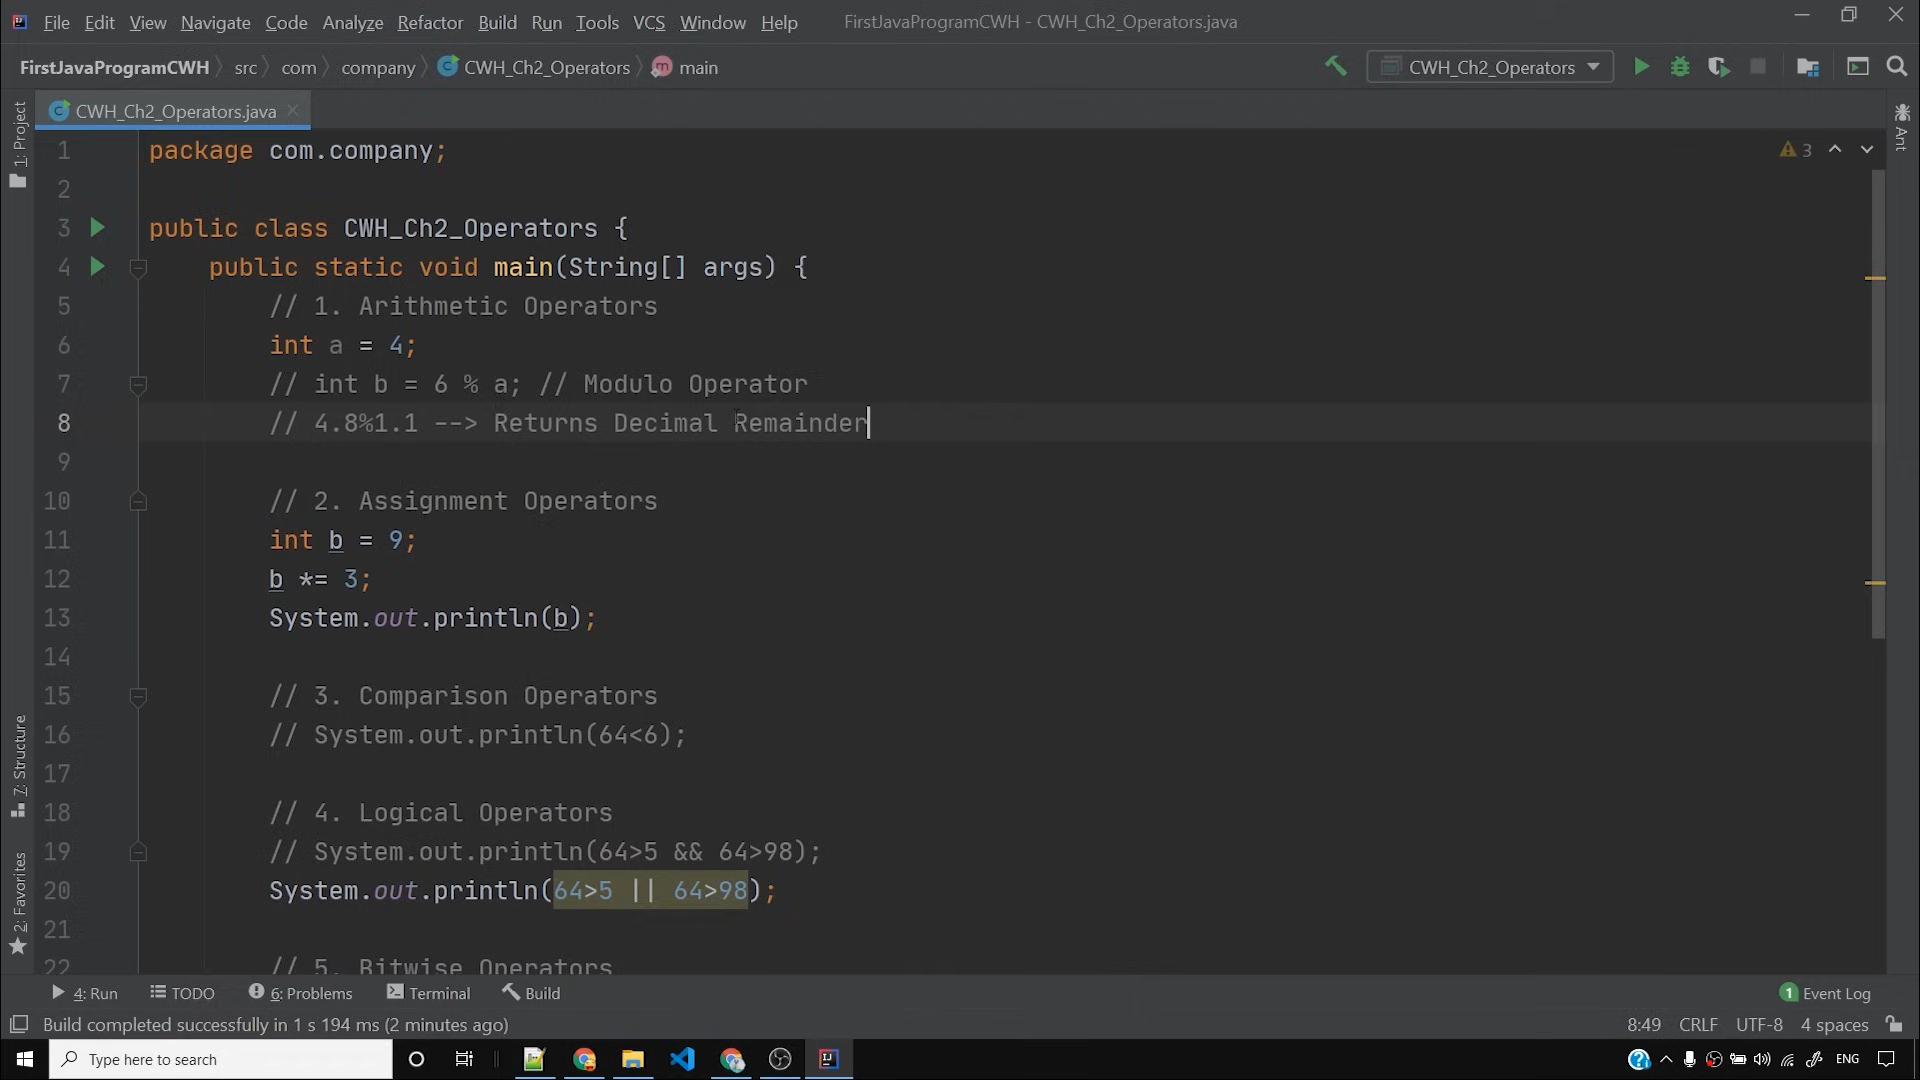 File Edit View Navigate Code Analyze Refactor Build Run Tools VCS Window Help FirstJavaProgramCWH - CWH_Ch2_Operators.java
FirstJavaProgramCWH src com company CWH_Ch2_Operators main CWH_Ch2_Operators
CWH_Ch2_Operators.java
1: Project
Ant
3
1 package com.company;
2
3 public class CWH_Ch2_Operators {
4 public static void main(String[] args) {
5 // 1. Arithmetic Operators
6 int a = 4;
7 // int b = 6 % a; // Modulo Operator
8 // 4.8%1.1 --> Returns Decimal Remainder
9
10 // 2. Assignment Operators
11 int b = 9;
12 b *= 3;
13 System.out.println(b);
14
15 // 3. Comparison Operators
16 // System.out.println(64<6);
17
18 // 4. Logical Operators
19 // System.out.println(64>5 && 64>98);
20 System.out.println(64>5 || 64>98);
21
22 // 5. Bitwise Operators
7: Structure
2: Favorites
4: Run TODO 6: Problems Terminal Build 1 Event Log
Build completed successfully in 1 s 194 ms (2 minutes ago) 8:49 CRLF UTF-8 4 spaces
Type here to search ENG